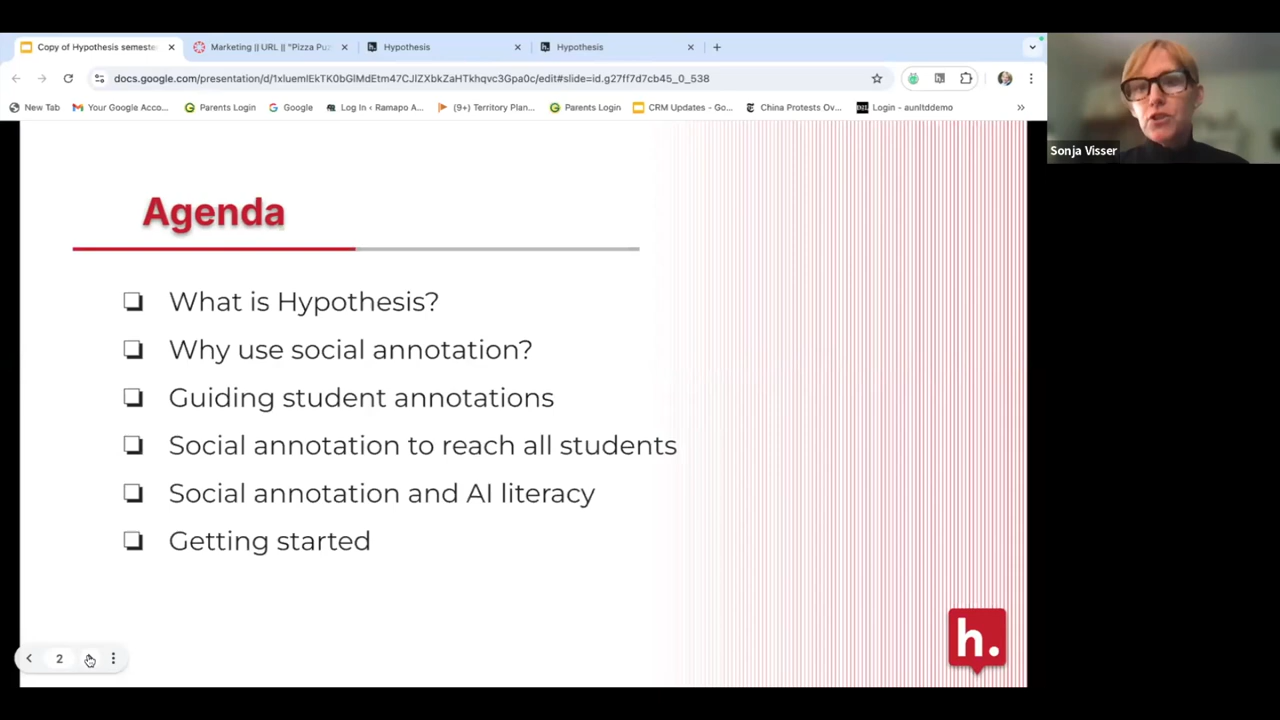 Copy of Hypothesis semeste
Marketing || URL || "Pizza Puz
Hypothesis
Hypothesis
docs.google.com/presentation/d/1xluemlEkTK0bGlMdEtm47CJlZXbkZaHTkhqvc3Gpa0c/edit#slide=id.g27ff7d7cb45_0_538
New Tab
Your Google Acco...
Parents Login
Google
Log In ‹ Ramapo A...
(9+) Territory Plan...
Parents Login
CRM Updates - Go...
China Protests Ov...
Login - aunltddemo
»
Sonja Visser
Agenda
What is Hypothesis?
Why use social annotation?
Guiding student annotations
Social annotation to reach all students
Social annotation and AI literacy
Getting started
h.
2